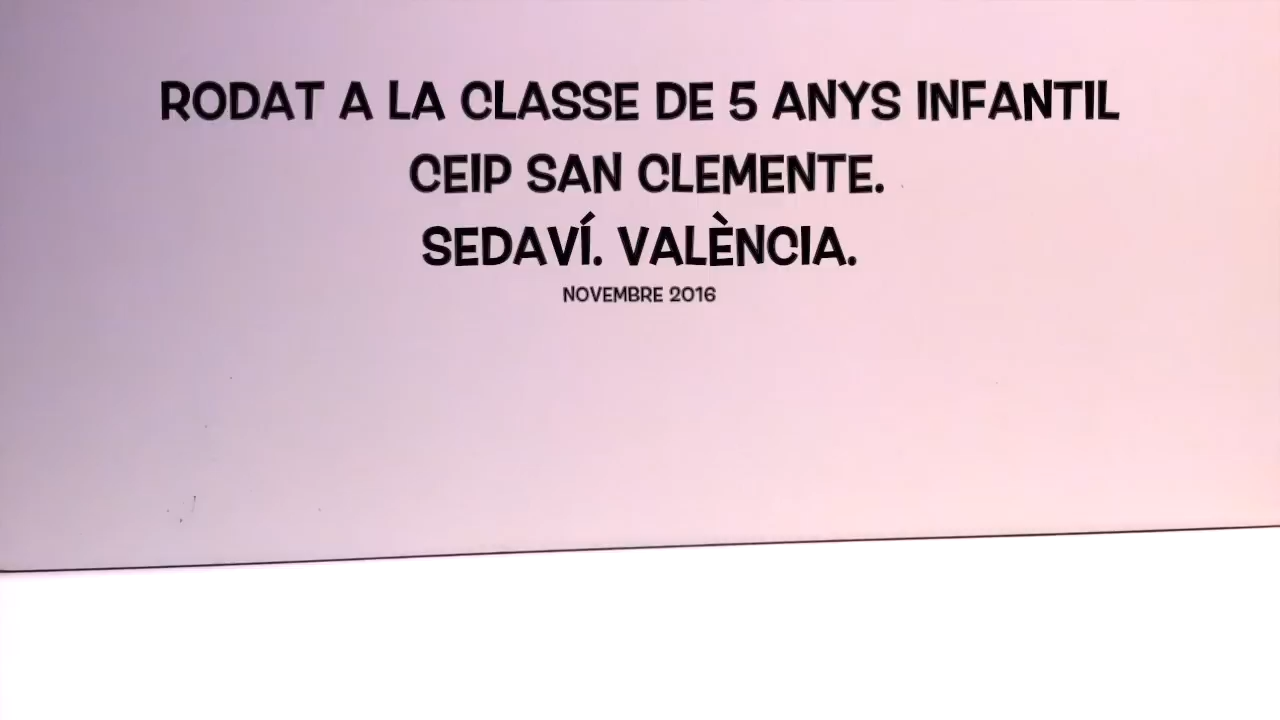 RODAT A LA CLASSE DE 5 ANYS INFANTIL
CEIP SAN CLEMENTE.
SEDAVÍ. VALÈNCIA.
NOVEMBRE 2016